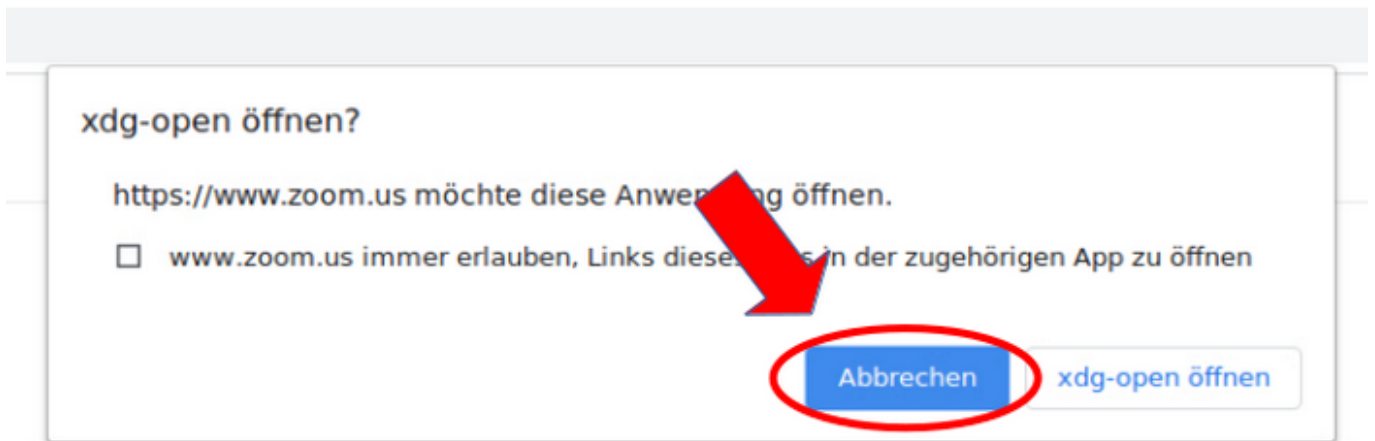 xdg-open öffnen?
https://www.zoom.us möchte diese öffnen.
www.zoom.us immer erlauben, Links in der zugehörigen App zu öffnen
Abbrechen
xdg-open öffnen